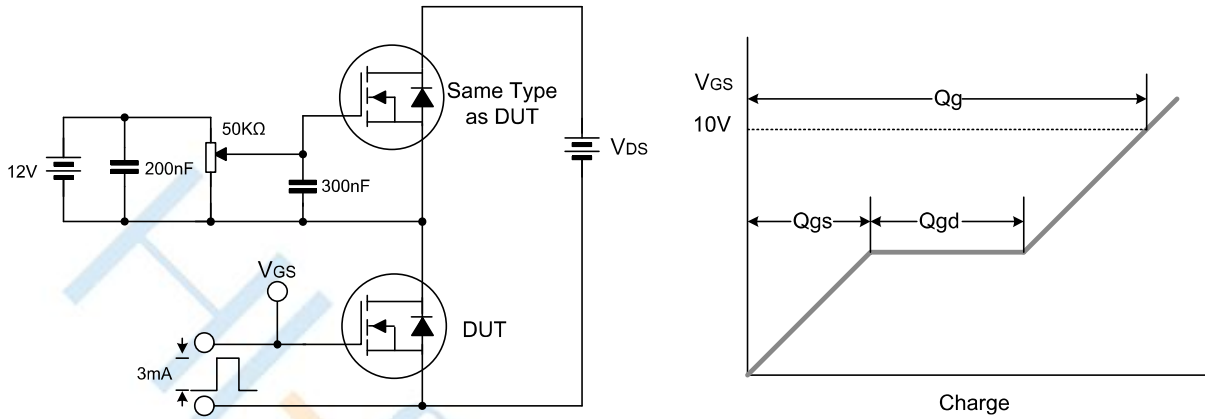 12V
200nF
50KΩ
300nF
Same Type
as DUT
VDS
VGS
DUT
3mA
VGS
10V
Qg
Qgs
Qgd
Charge